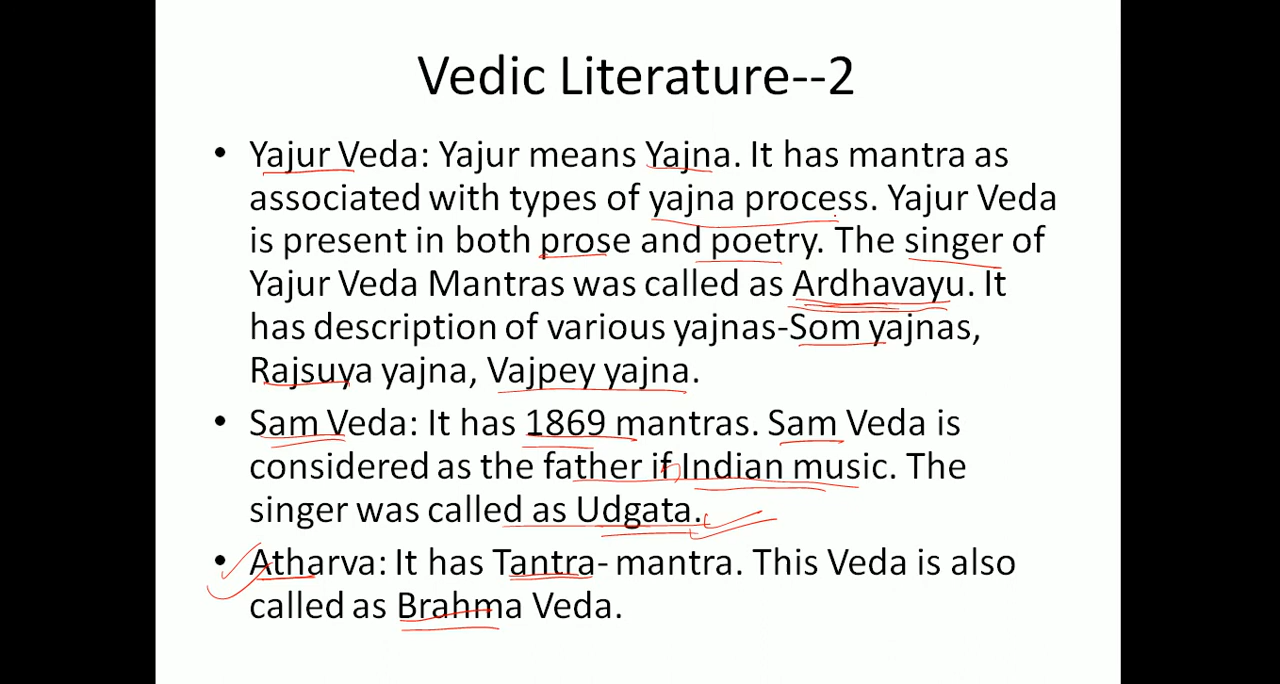 Vedic Literature--2
• Yajur Veda: Yajur means Yajna. It has mantra as
associated with types of yajna process. Yajur Veda
is present in both prose and poetry. The singer of
Yajur Veda Mantras was called as Ardhavayu. It
has description of various yajnas-Som yajnas,
Rajsuya yajna, Vajpey yajna.
• Sam Veda: It has 1869 mantras. Sam Veda is
considered as the father if Indian music. The
singer was called as Udgata.
• Atharva: It has Tantra- mantra. This Veda is also
called as Brahma Veda.